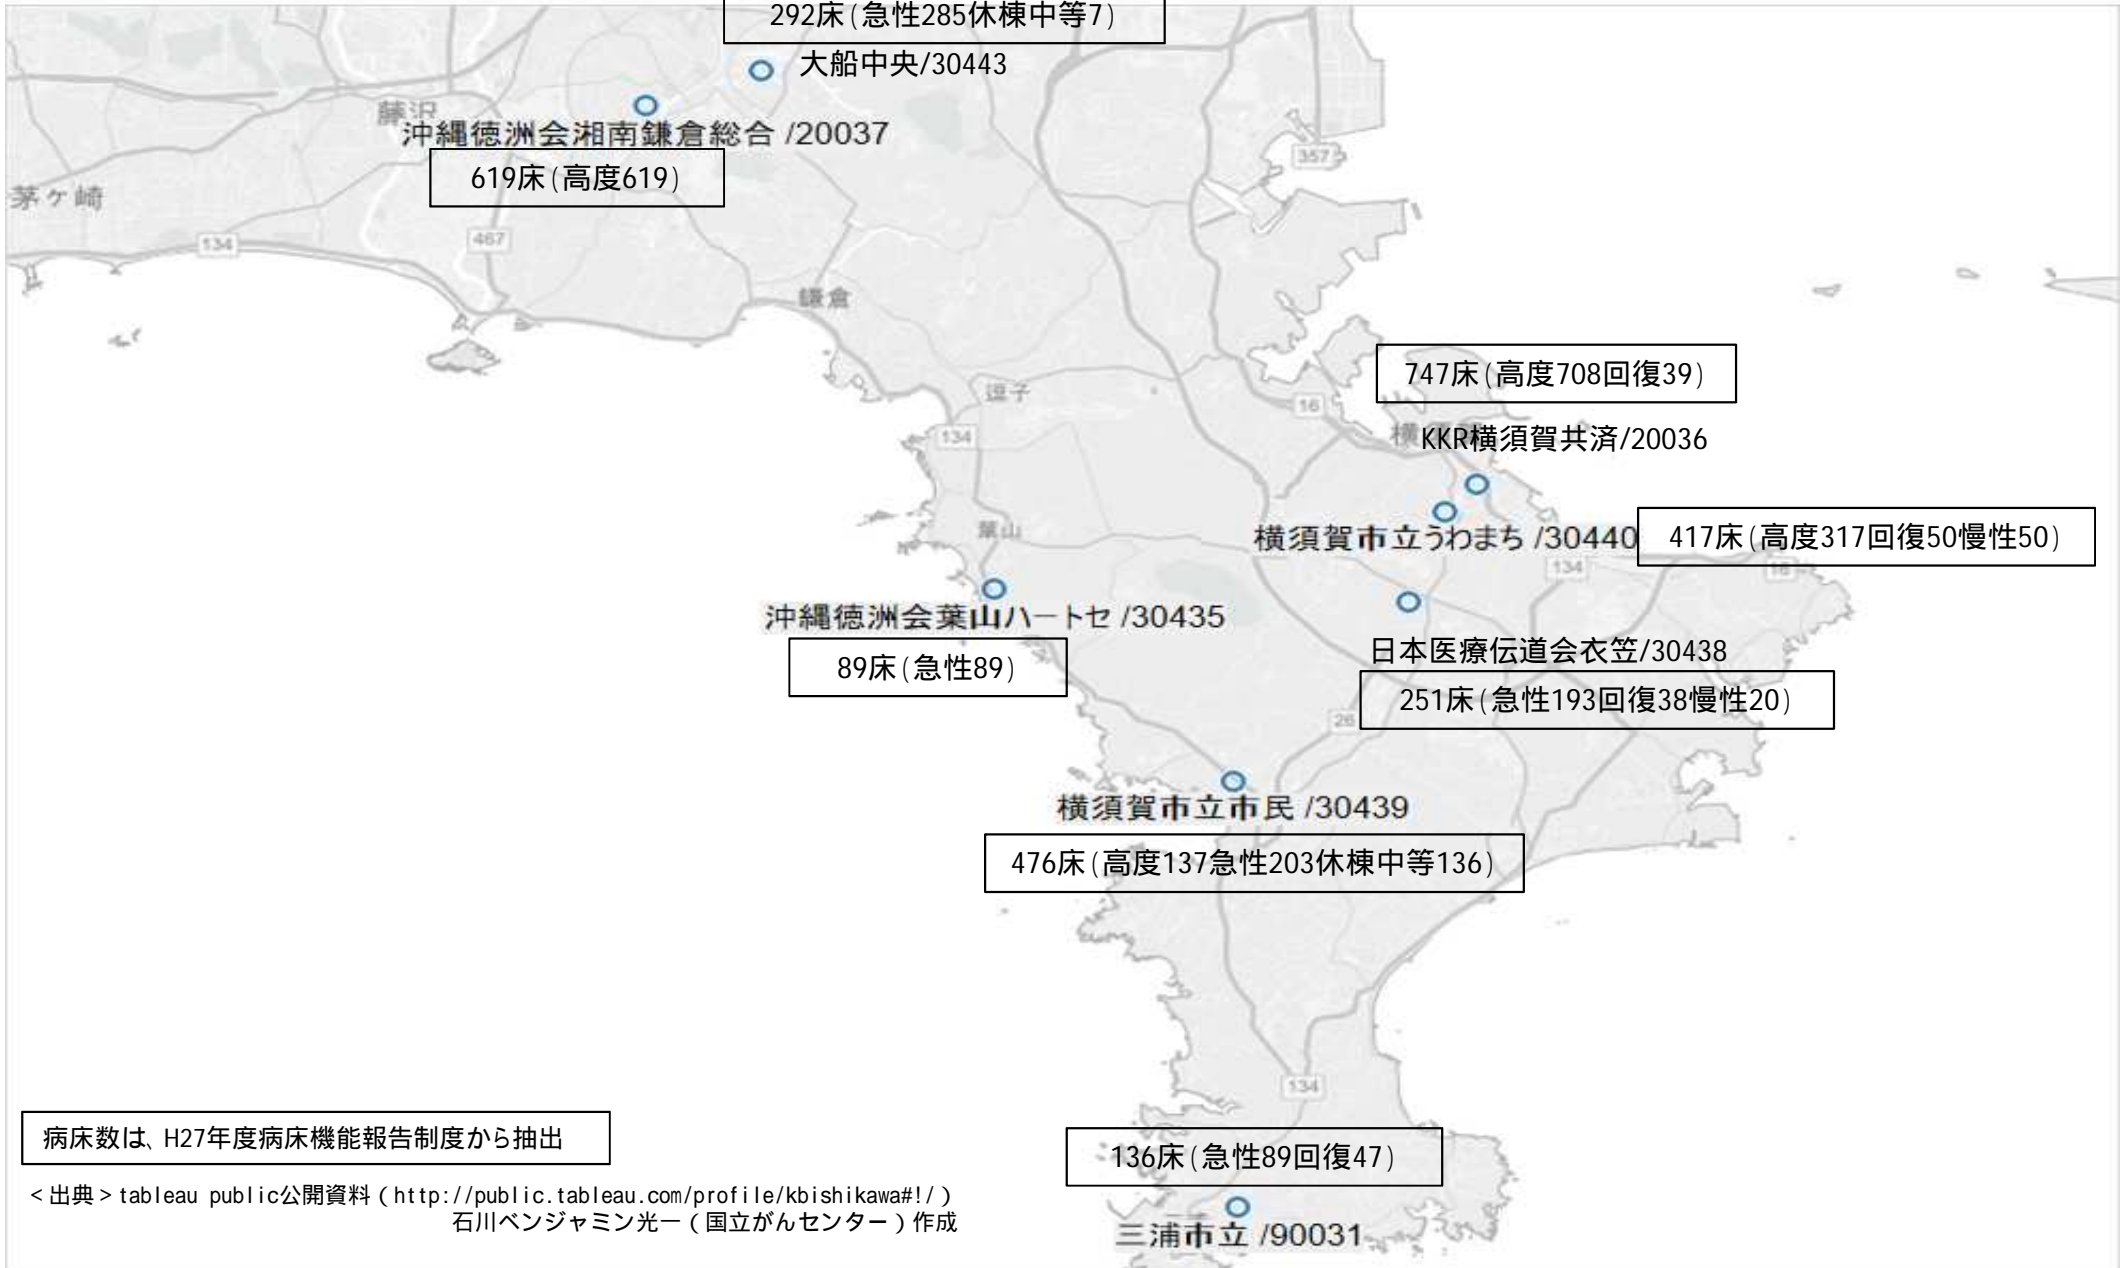 292床(急性285休棟中等7)
大船中央/30443
藤沢
沖縄徳洲会湘南鎌倉総合 /20037
357
619床(高度619)
茅ヶ崎
134
467
鎌倉
747床(高度708回復39)
逗子
16
134
KKR横須賀共済/20036
葉山
横須賀市立うわまち /30440
417床(高度317回復50慢性50)
134
16
沖縄徳洲会葉山ハートセ /30435
89床(急性89)
日本医療伝道会衣笠/30438
251床(急性193回復38慢性20)
26
横須賀市立市民 /30439
476床(高度137急性203休棟中等136)
134
病床数は、H27年度病床機能報告制度から抽出
136床(急性89回復47)
<出典>tableau public公開資料(http://public.tableau.com/profile/kbishikawa#!/)
石川ベンジャミン光一(国立がんセンター)作成
三浦市立 /90031